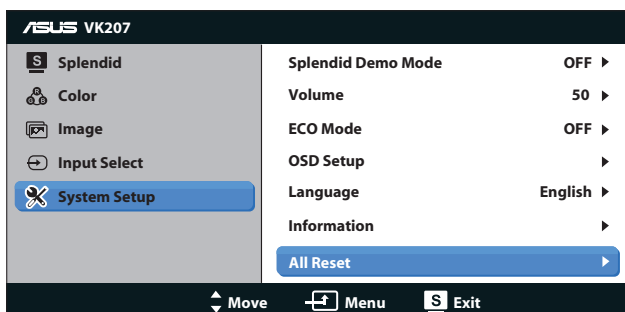 ASUS VK207
S Splendid
Color
Image
Input Select
System Setup
Splendid Demo Mode OFF
Volume 50
ECO Mode OFF
OSD Setup
Language English
Information
All Reset
Move Menu S Exit